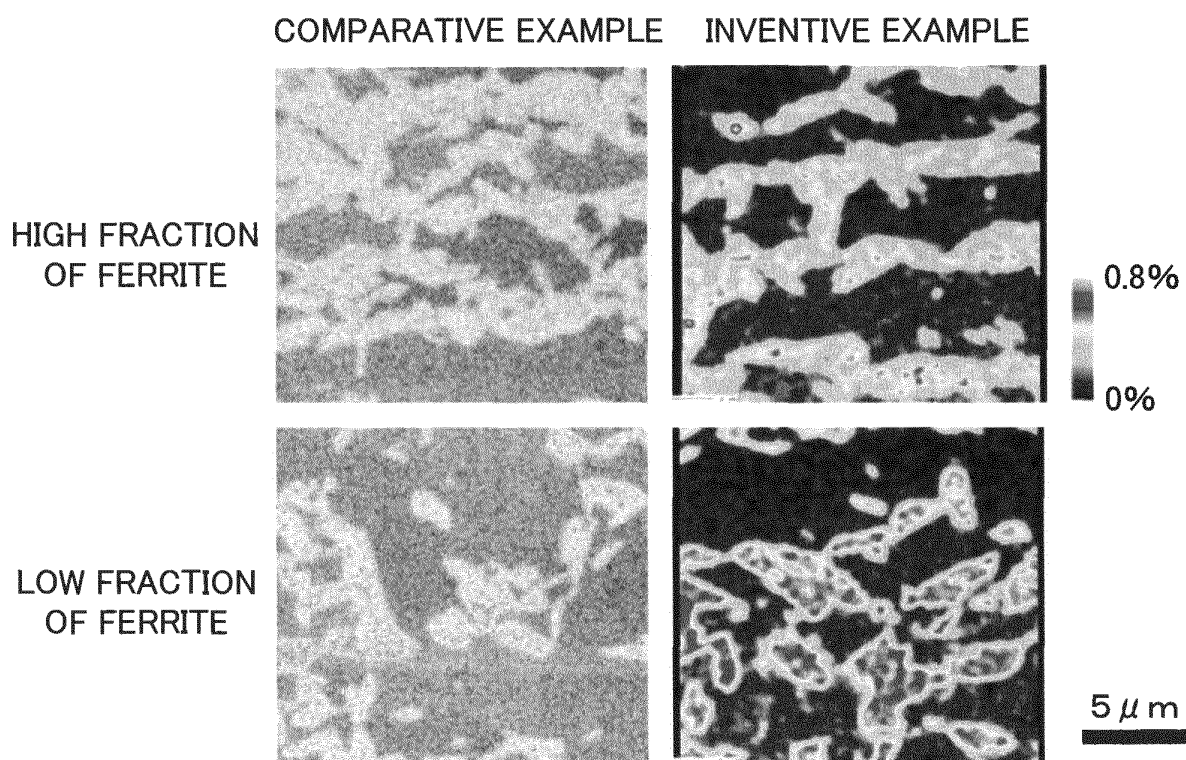 COMPARATIVE EXAMPLE
INVENTIVE EXAMPLE
HIGH FRACTION
OF FERRITE
0.8%
0%
LOW FRACTION
OF FERRITE
5 μm